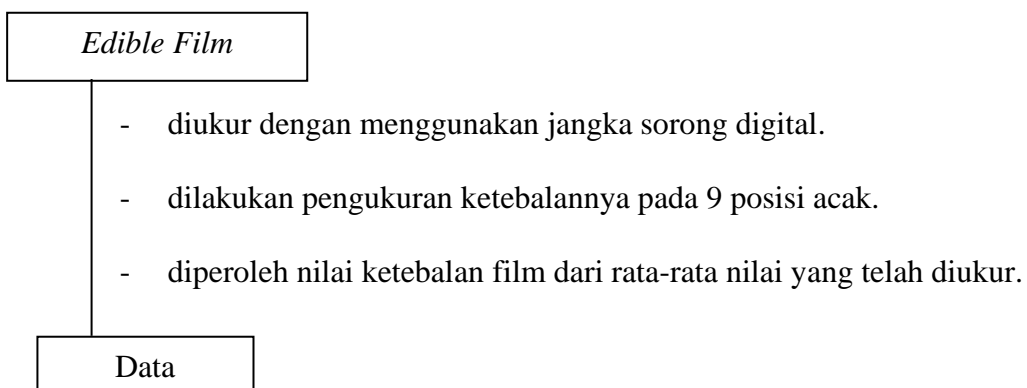 Edible Film
- diukur dengan menggunakan jangka sorong digital.
- dilakukan pengukuran ketebalannya pada 9 posisi acak.
- diperoleh nilai ketebalan film dari rata-rata nilai yang telah diukur.
Data